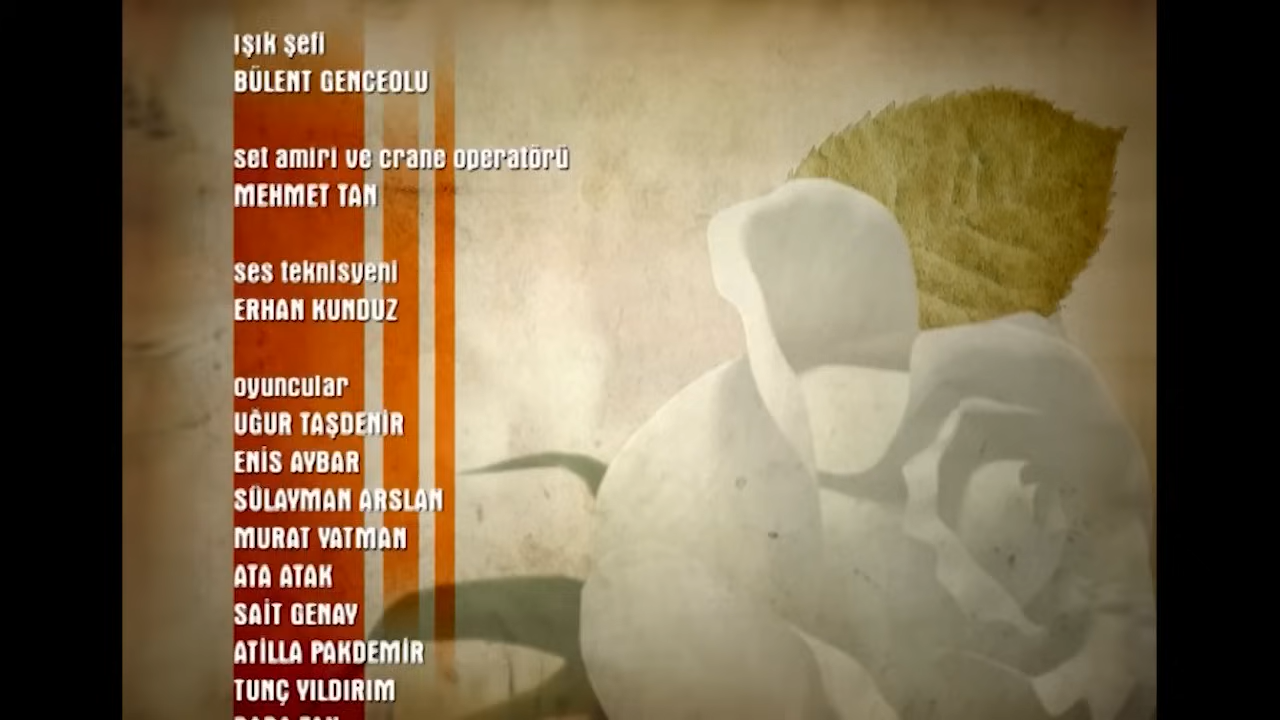 ışık şefi
BÜLENT GENCEOLU
set amiri ve crane operatörü
MEHMET TAN
ses teknisyeni
ERHAN KUNDUZ
oyuncular
UĞUR TAŞDENİR
ENİS AYBAR
SÜLAYMAN ARSLAN
MURAT YATMAN
ATA ATAK
SAİT GENAY
ATİLLA PAKDEMİR
TUNÇ YILDIRIM